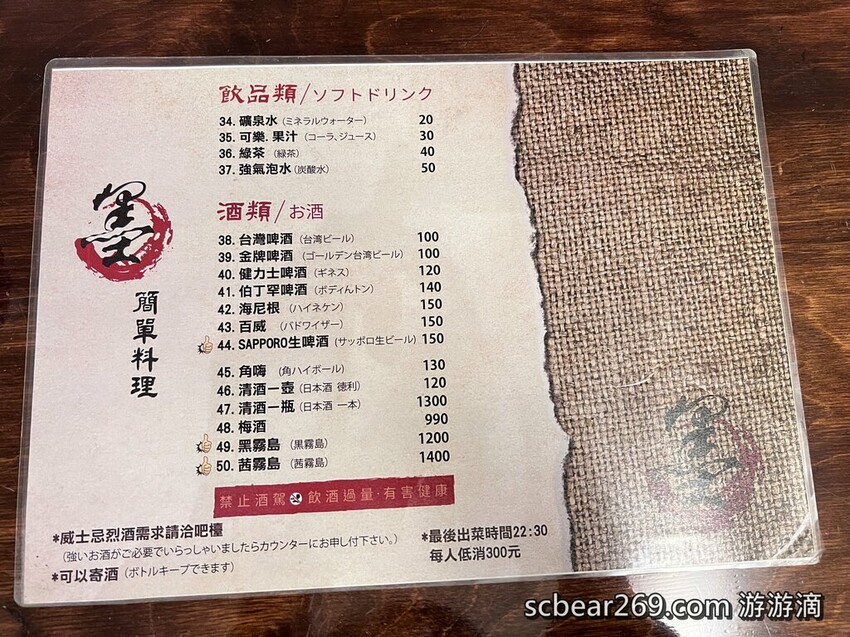 飲品類/ソフトドリンク
34. 礦泉水 (ミネラルウォーター) 20
35. 可樂. 果汁 (コーラ、ジュース) 30
36. 綠茶 (緑茶) 40
37. 強氣泡水 (炭酸水) 50
酒類/お酒
38. 台灣啤酒 (台湾ビール) 100
39. 金牌啤酒 (ゴールデン台湾ビール) 100
40. 健力士啤酒 (ギネス) 120
41. 伯丁罕啤酒 (ボディんトン) 140
42. 海尼根 (ハイネケン) 150
43. 百威 (バドワイザー) 150
44. SAPPORO生啤酒 (サッポロ生ビール) 150
45. 角嗨 (角ハイボール) 130
46. 清酒一壺 (日本酒 徳利) 120
47. 清酒一瓶 (日本酒 一本) 1300
48. 梅酒 990
49. 黑霧島 (黒霧島) 1200
50. 茜霧島 (茜霧島) 1400
禁止酒駕 飲酒過量·有害健康
墨
簡單料理
*威士忌烈酒需求請洽吧檯
(強いお酒がご必要でいらっしゃいましたらカウンターにお申し付下さい。)
*可以寄酒 (ボトルキープできます)
*最後出菜時間22:30
每人低消300元
墨
scbear269.com 游游滴